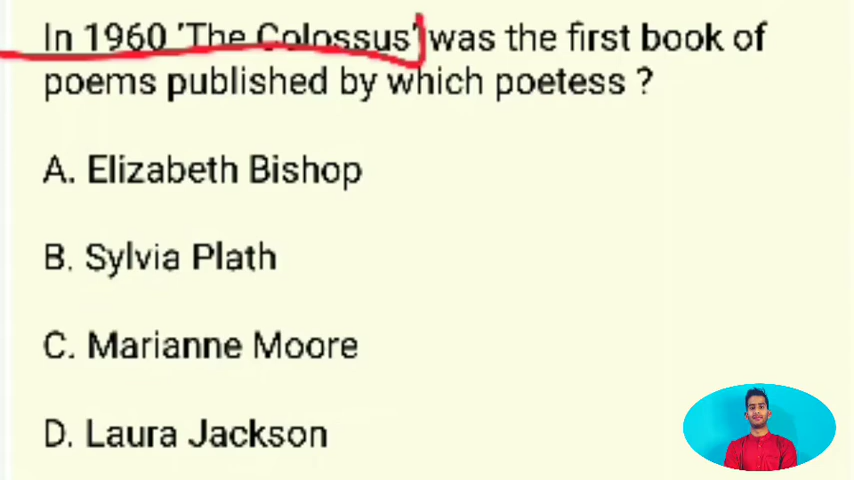 In 1960 'The Colossus' was the first book of
poems published by which poetess ?
A. Elizabeth Bishop
B. Sylvia Plath
C. Marianne Moore
D. Laura Jackson